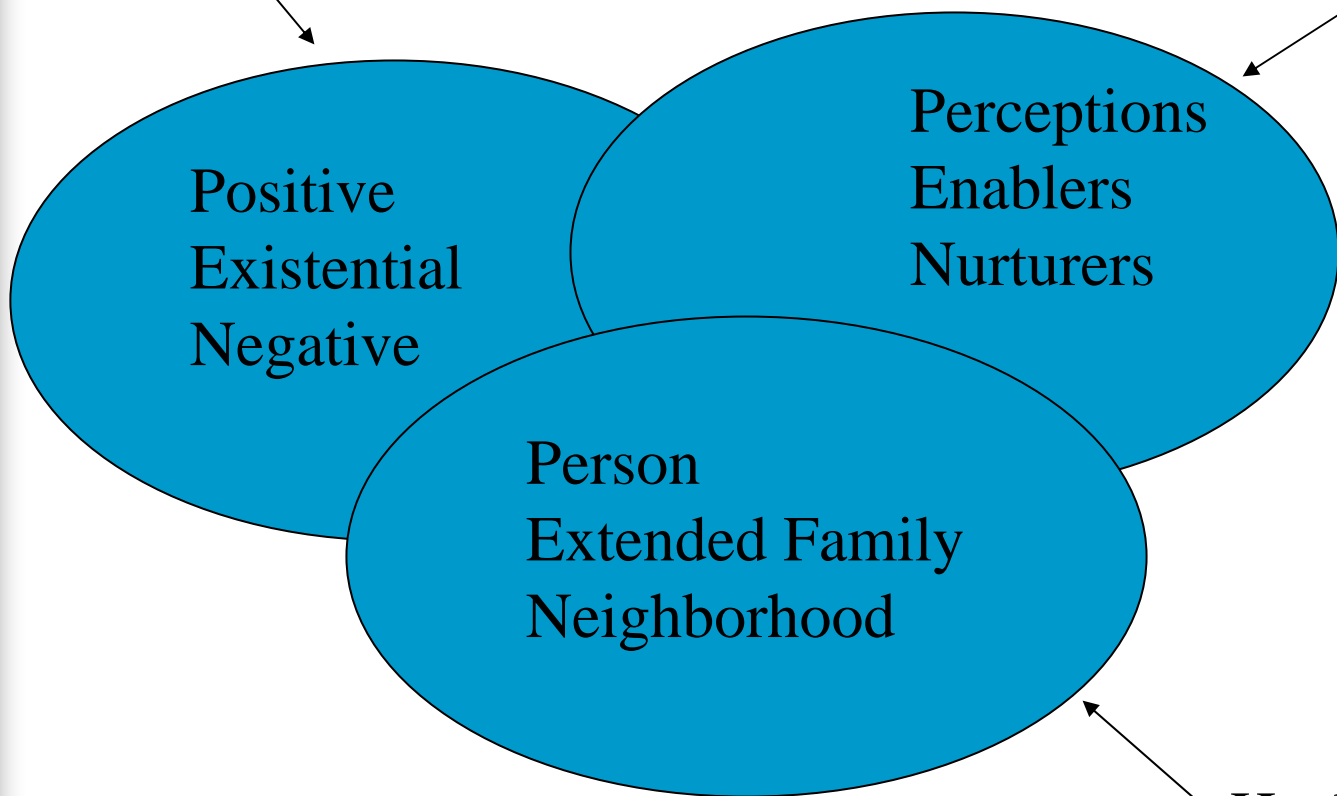 Positive
Existential
Negative
Perceptions
Enablers
Nurturers
Person
Extended Family
Neighborhood